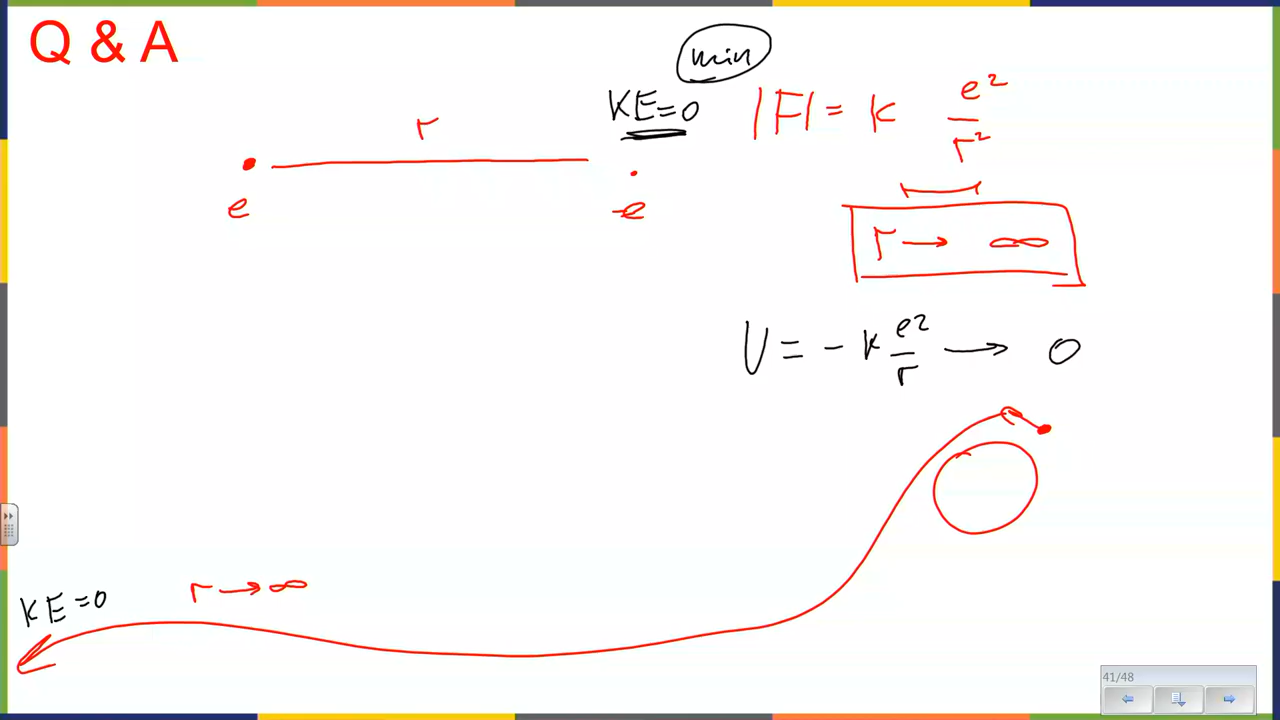 Q & A
min
KE=0
|F| = k e²/r²
r
e
-e
r → ∞
U = - k e²/r → 0
KE=0
r → ∞
41/48